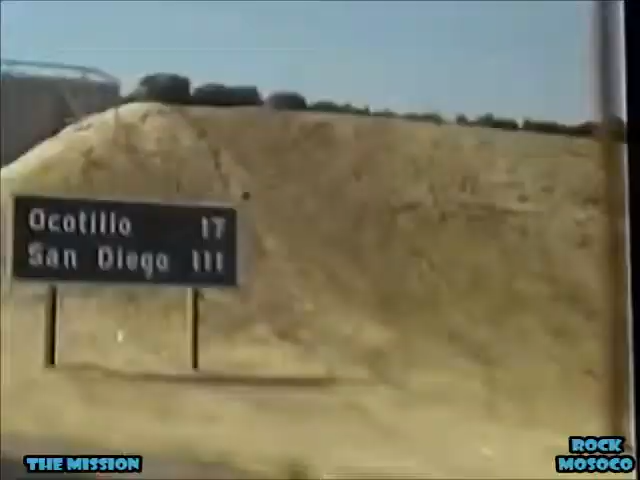 Ocotillo 17
San Diego 111
THE MISSION
ROCK
MOSOCO